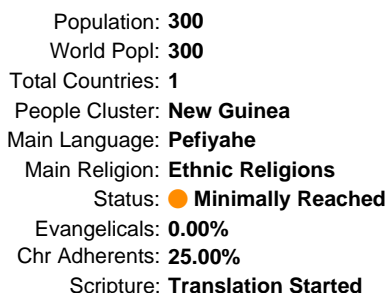 Population: 300
World Popl: 300
Total Countries: 1
People Cluster: New Guinea
Main Language: Pefiyahe
Main Religion: Ethnic Religions
Status: Minimally Reached
Evangelicals: 0.00%
Chr Adherents: 25.00%
Scripture: Translation Started